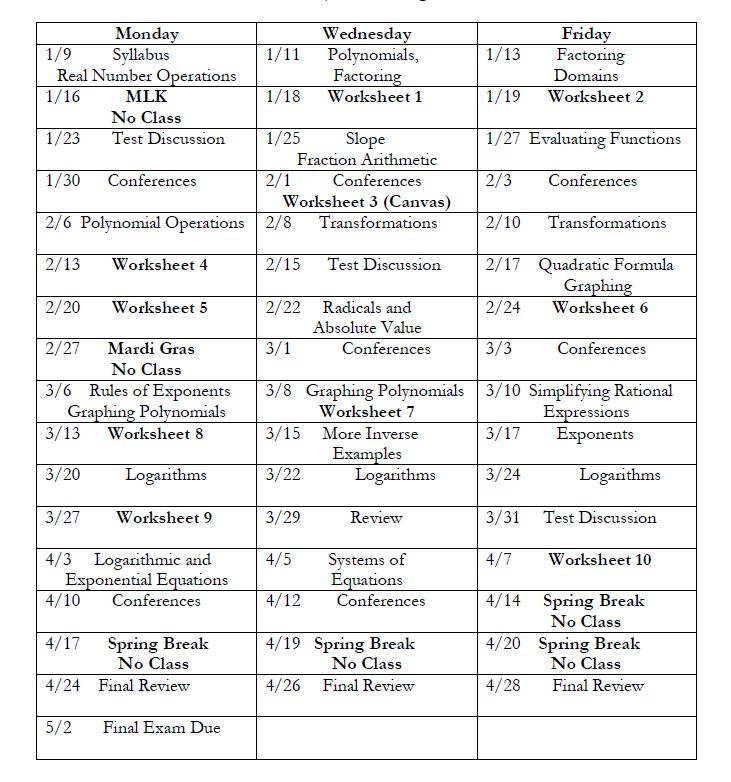 Monday Wednesday Friday
1/9 Syllabus 1/11 Polynomials, 1/13 Factoring
Real Number Operations Factoring Domains
1/16 MLK 1/18 Worksheet 1 1/19 Worksheet 2
No Class
1/23 Test Discussion 1/25 Slope 1/27 Evaluating Functions
Fraction Arithmetic
1/30 Conferences 2/1 Conferences 2/3 Conferences
Worksheet 3 (Canvas)
2/6 Polynomial Operations 2/8 Transformations 2/10 Transformations
2/13 Worksheet 4 2/15 Test Discussion 2/17 Quadratic Formula
Graphing
2/20 Worksheet 5 2/22 Radicals and 2/24 Worksheet 6
Absolute Value
2/27 Mardi Gras 3/1 Conferences 3/3 Conferences
No Class
3/6 Rules of Exponents 3/8 Graphing Polynomials 3/10 Simplifying Rational
Graphing Polynomials Worksheet 7 Expressions
3/13 Worksheet 8 3/15 More Inverse 3/17 Exponents
Examples
3/20 Logarithms 3/22 Logarithms 3/24 Logarithms
3/27 Worksheet 9 3/29 Review 3/31 Test Discussion
4/3 Logarithmic and 4/5 Systems of 4/7 Worksheet 10
Exponential Equations Equations
4/10 Conferences 4/12 Conferences 4/14 Spring Break
No Class
4/17 Spring Break 4/19 Spring Break 4/20 Spring Break
No Class No Class No Class
4/24 Final Review 4/26 Final Review 4/28 Final Review
5/2 Final Exam Due